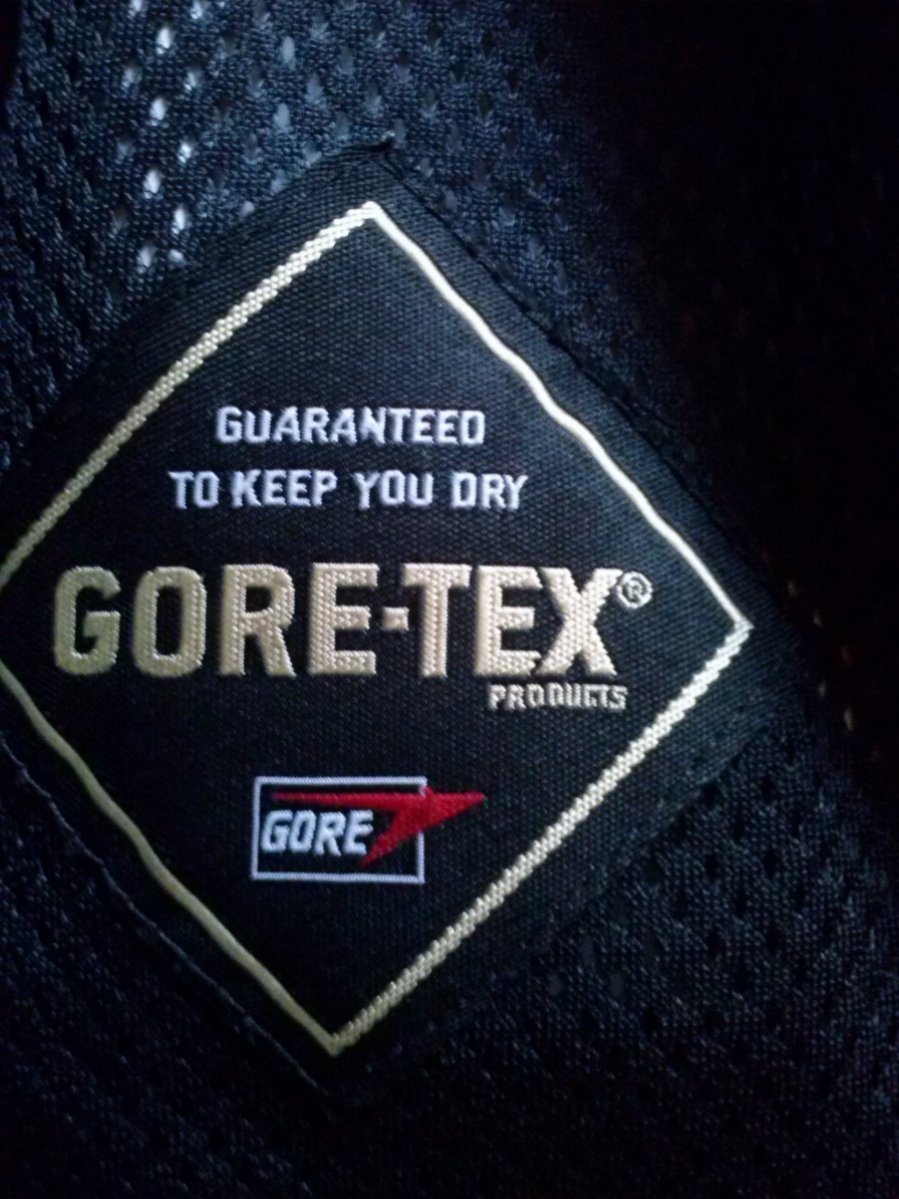 GUARANTEED
TO KEEP YOU DRY
GORE-TEX®
PRODUCTS
GORE